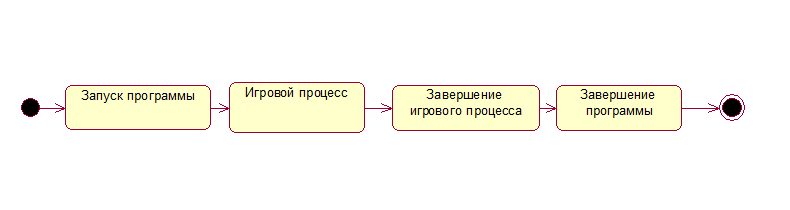 Запуск программы
Игровой процесс
Завершение
игрового процесса
Завершение
программы